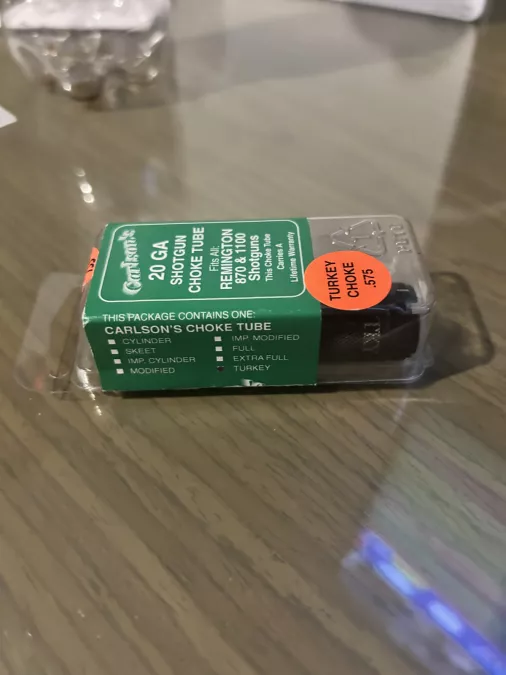 Carlson's
20 GA
SHOTGUN
CHOKE TUBE
Fits All:
REMINGTON
870 & 1100
Shotguns
This Choke Tube
Carries A
Lifetime Warranty
TURKEY
CHOKE
.575
THIS PACKAGE CONTAINS ONE:
CARLSON'S CHOKE TUBE
CYLINDER
SKEET
IMP. CYLINDER
MODIFIED
IMP. MODIFIED
FULL
EXTRA FULL
TURKEY